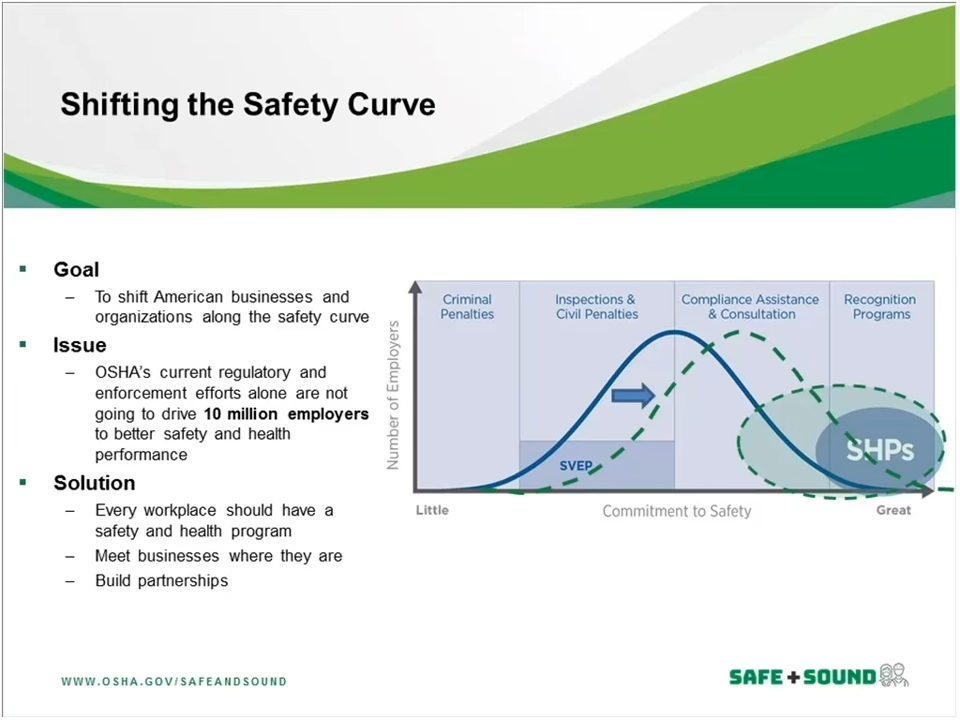 Shifting the Safety Curve
▪ Goal
– To shift American businesses and
organizations along the safety curve
▪ Issue
– OSHA's current regulatory and
enforcement efforts alone are not
going to drive 10 million employers
to better safety and health
performance
▪ Solution
– Every workplace should have a
safety and health program
– Meet businesses where they are
– Build partnerships
Number of Employers
Criminal
Penalties
Inspections &
Civil Penalties
Compliance Assistance
& Consultation
Recognition
Programs
SVEP
SHPs
Little
Commitment to Safety
Great
WWW.OSHA.GOV/SAFEANDSOUND
SAFE + SOUND